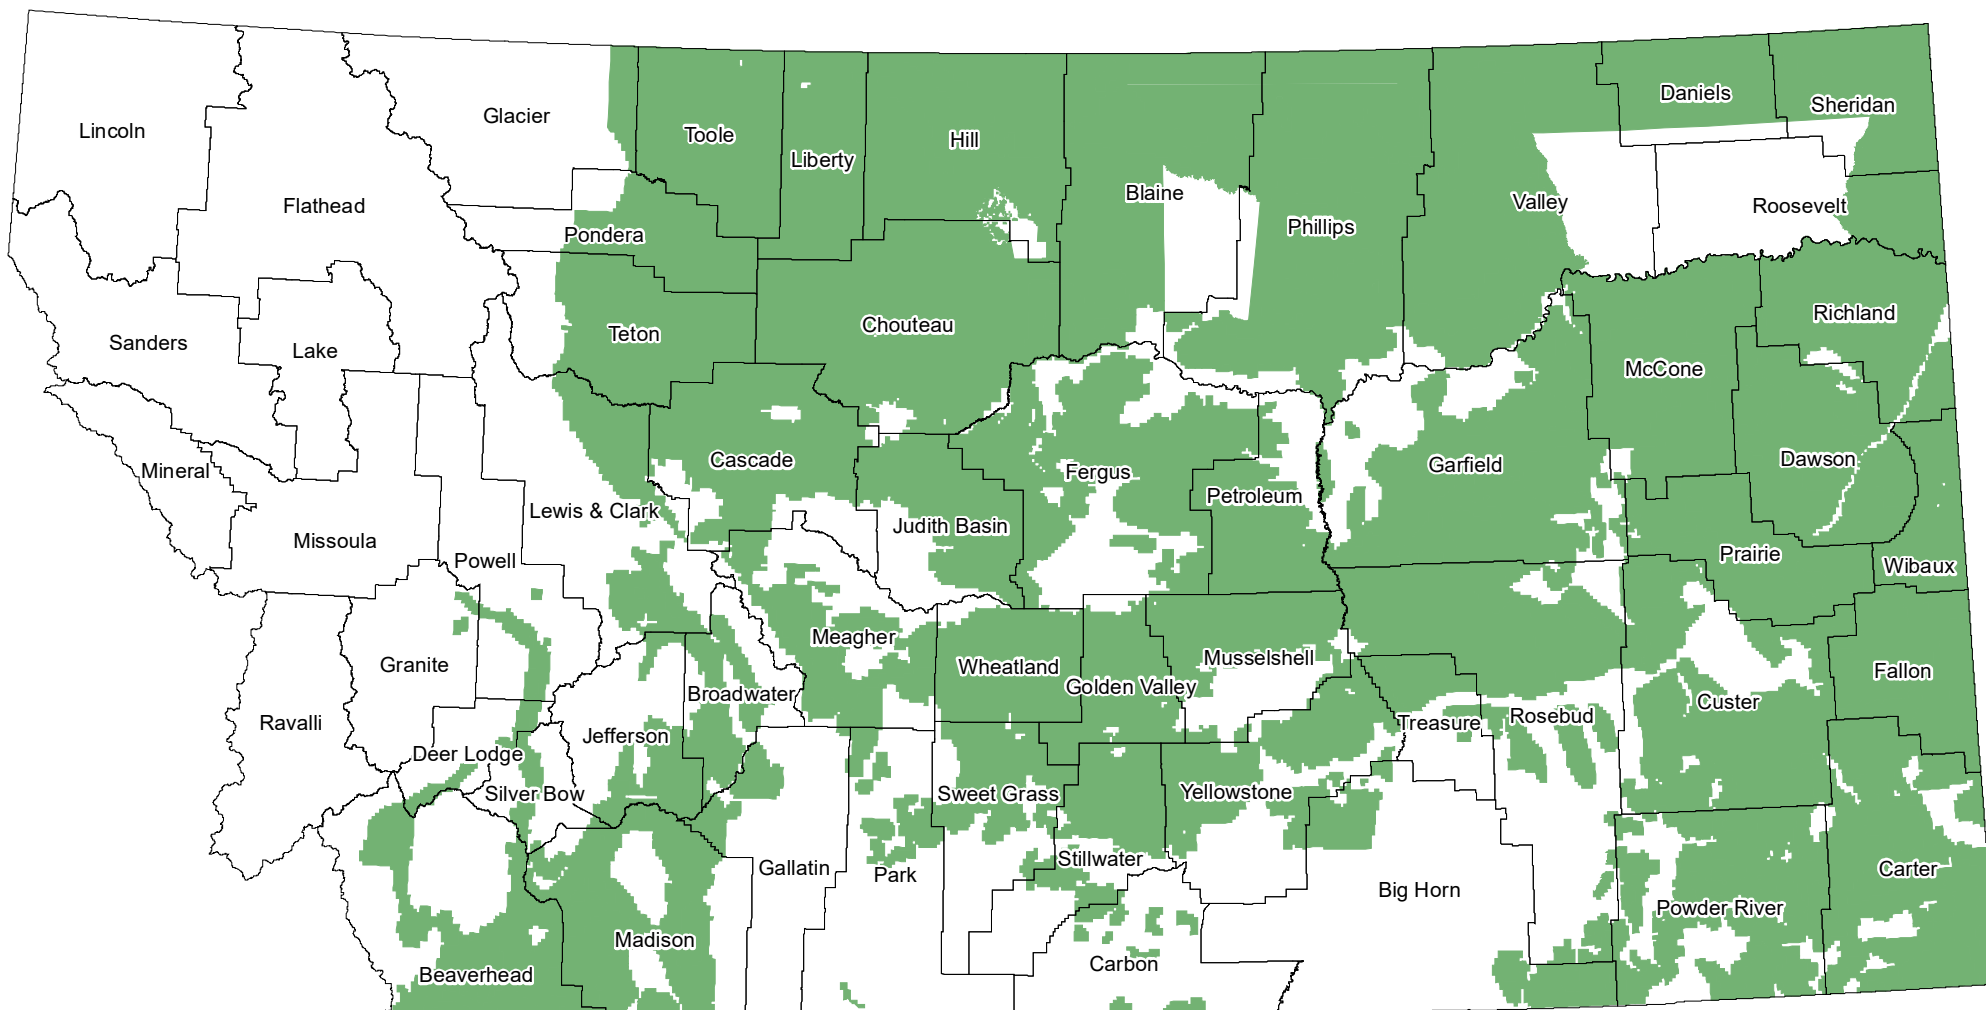 Daniels
Sheridan
Glacier
Lincoln
Toole
Hill
Liberty
Blaine
Flathead
Valley
Roosevelt
Phillips
Pondera
Richland
Chouteau
Teton
Sanders
Lake
McCone
Cascade
Dawson
Garfield
Mineral
Fergus
Petroleum
Lewis & Clark
Judith Basin
Missoula
Prairie
Powell
Wibaux
Meagher
Musselshell
Granite
Wheatland
Fallon
Golden Valley
Broadwater
Custer
Rosebud
Ravalli
Treasure
Jefferson
Deer Lodge
Yellowstone
Silver Bow
Sweet Grass
Stillwater
Gallatin
Carter
Park
Big Horn
Powder River
Madison
Carbon
Beaverhead